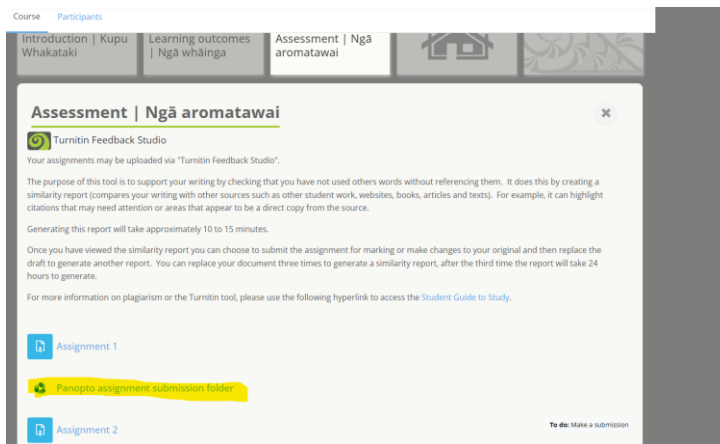 Course Participants
Introduction | Kupu
Whakataki
Learning outcomes
| Ngā whāinga
Assessment | Ngā
aromatawai
Assessment | Ngā aromatawai
Turnitin Feedback Studio
Your assignments may be uploaded via "Turnitin Feedback Studio".
The purpose of this tool is to support your writing by checking that you have not used others words without referencing them. It does this by creating a
similarity report (compares your writing with other sources such as other student work, websites, books, articles and texts). For example, it can highlight
citations that may need attention or areas that appear to be a direct copy from the source.
Generating this report will take approximately 10 to 15 minutes.
Once you have viewed the similarity report you can choose to submit the assignment for marking or make changes to your original and then replace the
draft to generate another report. You can replace your document three times to generate a similarity report, after the third time the report will take 24
hours to generate.
For more information on plagiarism or the Turnitin tool, please use the following hyperlink to access the Student Guide to Study.
Assignment 1
Panopto assignment submission folder
Assignment 2
To do: Make a submission